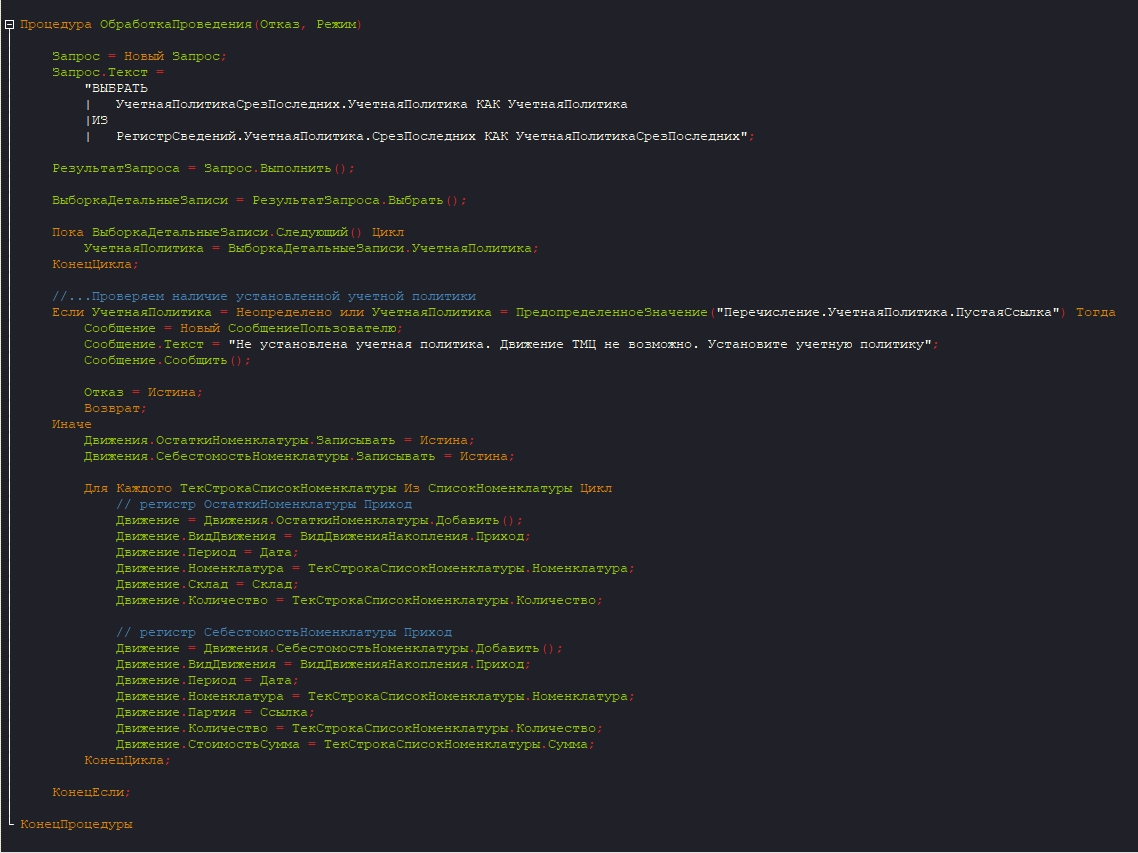 Процедура ОбработкаПроведения(Отказ, Режим)
Запрос = Новый Запрос;
Запрос.Текст =
"ВЫБРАТЬ
|   УчетнаяПолитикаСрезПоследних.УчетнаяПолитика КАК УчетнаяПолитика
|ИЗ
|   РегистрСведений.УчетнаяПолитика.СрезПоследних КАК УчетнаяПолитикаСрезПоследних";
РезультатЗапроса = Запрос.Выполнить();
ВыборкаДетальныеЗаписи = РезультатЗапроса.Выбрать();
Пока ВыборкаДетальныеЗаписи.Следующий() Цикл
УчетнаяПолитика = ВыборкаДетальныеЗаписи.УчетнаяПолитика;
КонецЦикла;
//...Проверяем наличие установленной учетной политики
Если УчетнаяПолитика = Неопределено или УчетнаяПолитика = ПредопределенноеЗначение("Перечисление.УчетнаяПолитика.ПустаяСсылка") Тогда
Сообщение = Новый СообщениеПользователю;
Сообщение.Текст = "Не установлена учетная политика. Движение ТМЦ не возможно. Установите учетную политику";
Сообщение.Сообщить();
Отказ = Истина;
Возврат;
Иначе
Движения.ОстаткиНоменклатуры.Записывать = Истина;
Движения.СебестомостьНоменклатуры.Записывать = Истина;
Для Каждого ТекСтрокаСписокНоменклатуры Из СписокНоменклатуры Цикл
// регистр ОстаткиНоменклатуры Приход
Движение = Движения.ОстаткиНоменклатуры.Добавить();
Движение.ВидДвижения = ВидДвиженияНакопления.Приход;
Движение.Период = Дата;
Движение.Номенклатура = ТекСтрокаСписокНоменклатуры.Номенклатура;
Движение.Склад = Склад;
Движение.Количество = ТекСтрокаСписокНоменклатуры.Количество;
// регистр СебестомостьНоменклатуры Приход
Движение = Движения.СебестомостьНоменклатуры.Добавить();
Движение.ВидДвижения = ВидДвиженияНакопления.Приход;
Движение.Период = Дата;
Движение.Номенклатура = ТекСтрокаСписокНоменклатуры.Номенклатура;
Движение.Партия = Ссылка;
Движение.Количество = ТекСтрокаСписокНоменклатуры.Количество;
Движение.СтоимостьСумма = ТекСтрокаСписокНоменклатуры.Сумма;
КонецЦикла;
КонецЕсли;
КонецПроцедуры